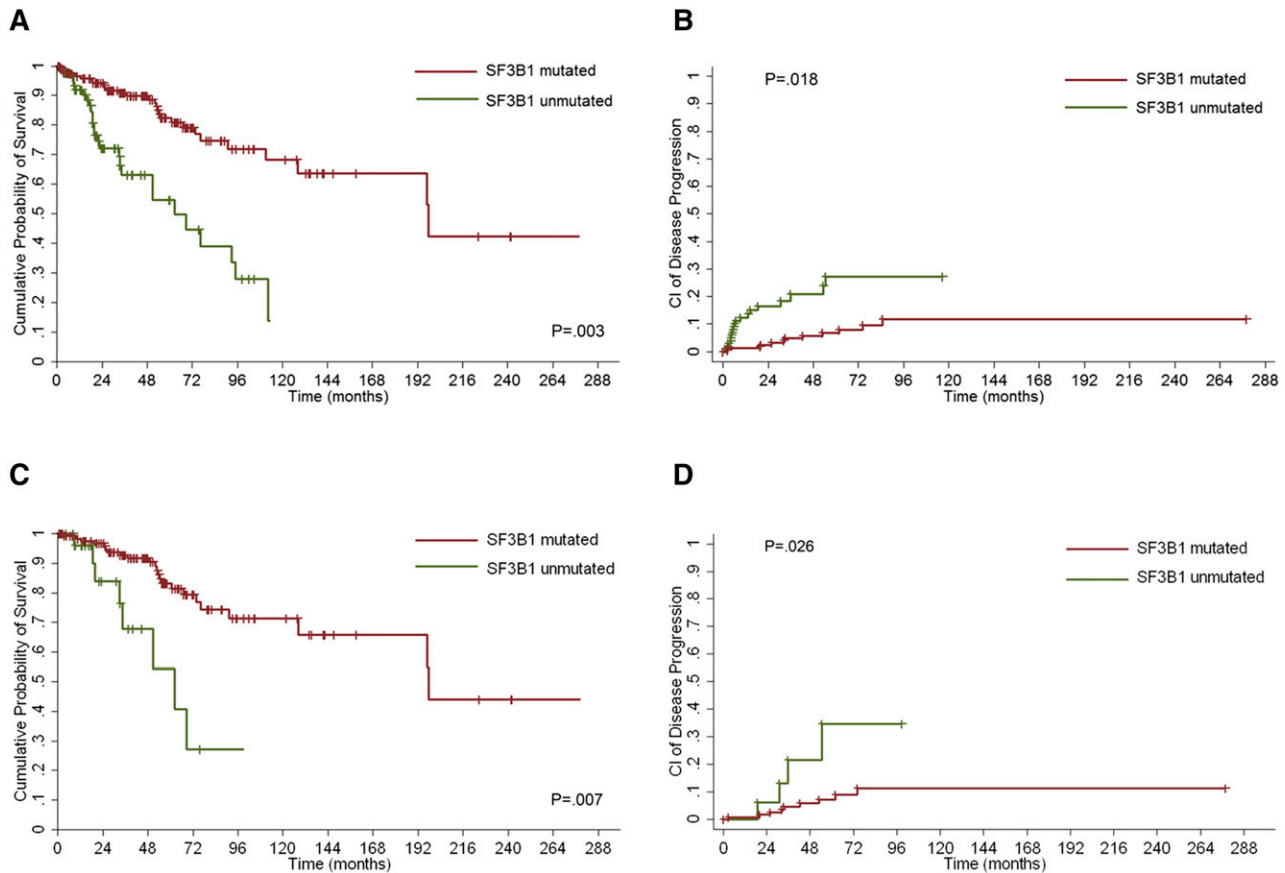 A
Cumulative Probability of Survival
1
.9
.8
.7
.6
.5
.4
.3
.2
.1
0
SF3B1 mutated
SF3B1 unmutated
P=.003
0 24 48 72 96 120 144 168 192 216 240 264 288
Time (months)
B
CI of Disease Progression
1
.9
.8
.7
.6
.5
.4
.3
.2
.1
0
P=.018
SF3B1 mutated
SF3B1 unmutated
0 24 48 72 96 120 144 168 192 216 240 264 288
Time (months)
C
Cumulative Probability of Survival
1
.9
.8
.7
.6
.5
.4
.3
.2
.1
0
SF3B1 mutated
SF3B1 unmutated
P=.007
0 24 48 72 96 120 144 168 192 216 240 264 288
Time (months)
D
CI of Disease Progression
1
.9
.8
.7
.6
.5
.4
.3
.2
.1
0
P=.026
SF3B1 mutated
SF3B1 unmutated
0 24 48 72 96 120 144 168 192 216 240 264 288
Time (months)